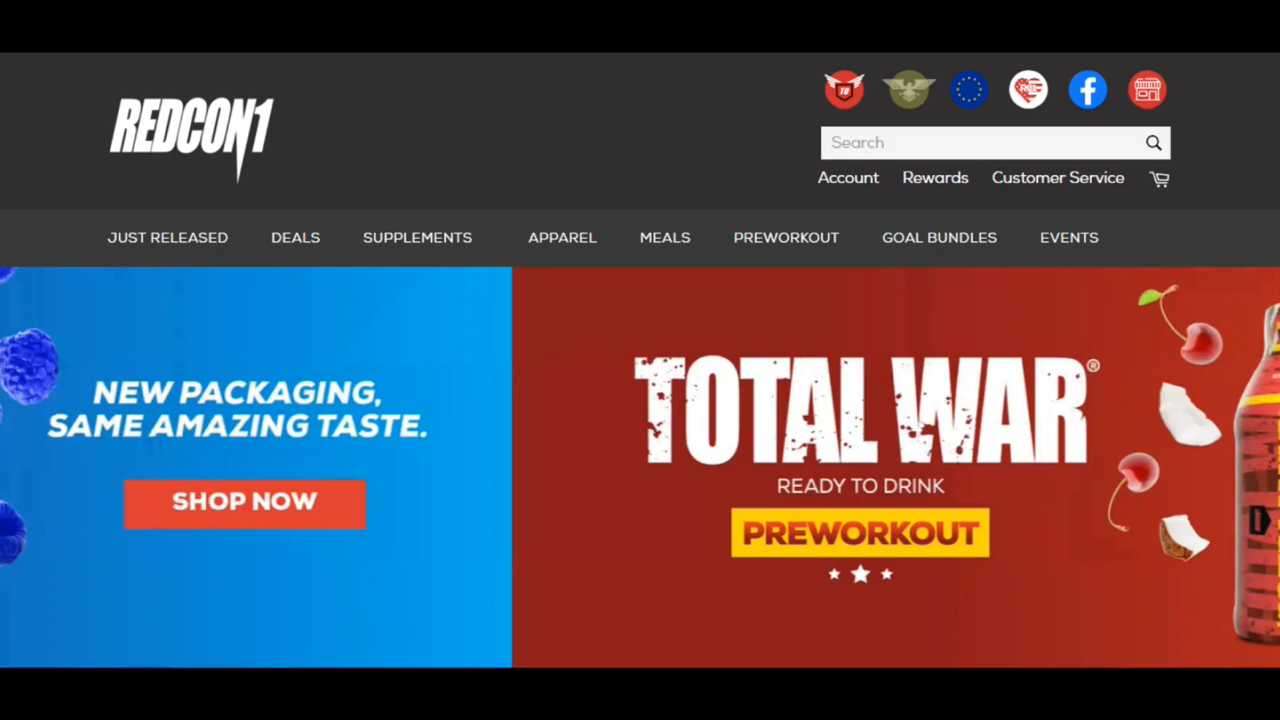 REDCON1
Search
Account Rewards Customer Service
JUST RELEASED DEALS SUPPLEMENTS APPAREL MEALS PREWORKOUT GOAL BUNDLES EVENTS
NEW PACKAGING,
SAME AMAZING TASTE.
SHOP NOW
TOTAL WAR®
READY TO DRINK
PREWORKOUT